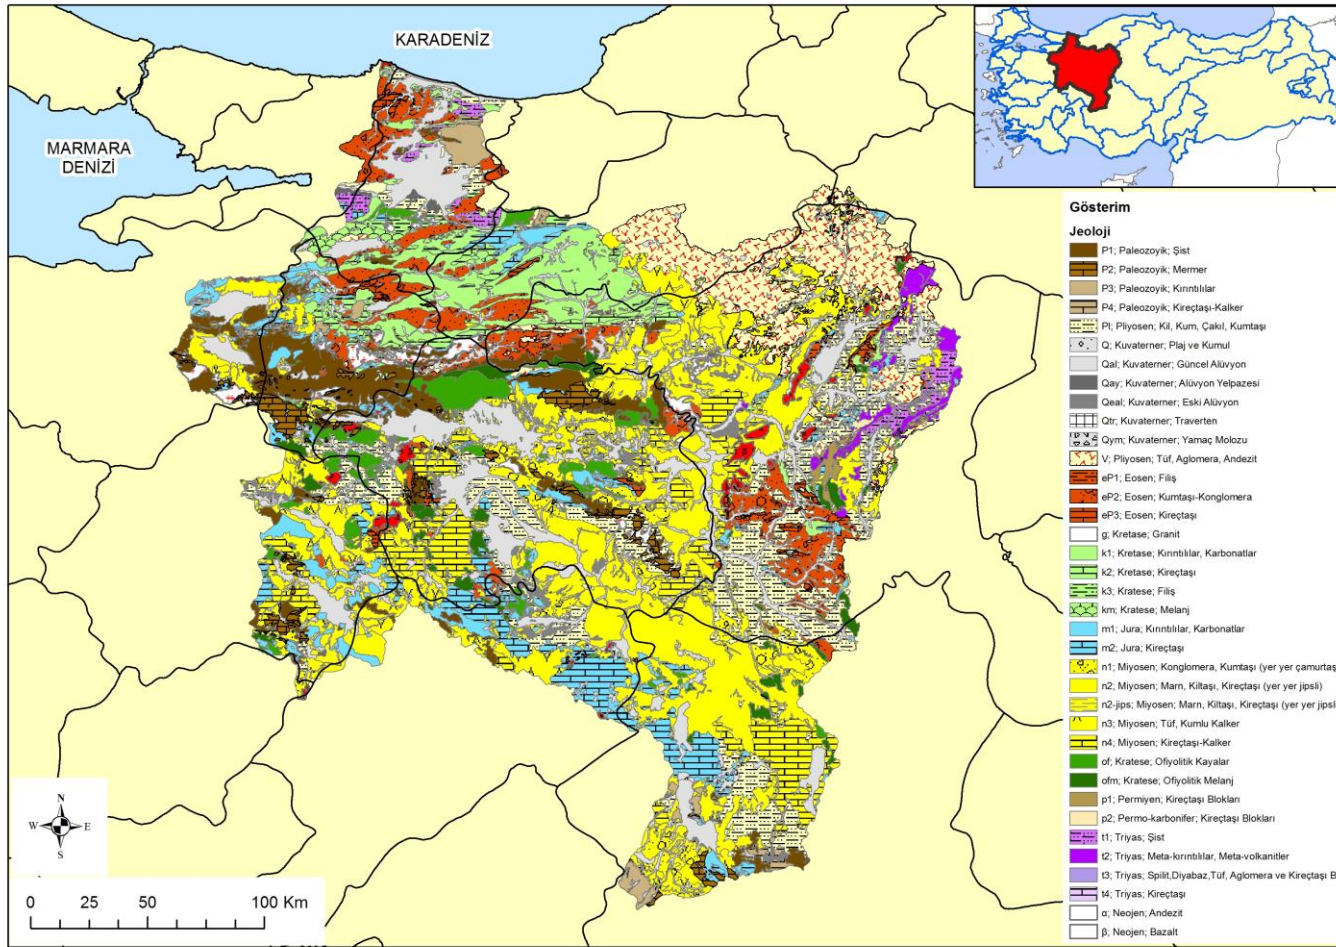 KARADENİZ
MARMARA
DENİZİ
Gösterim
Jeoloji
P1; Paleozoyik; Şist
P2; Paleozoyik; Mermer
P3; Paleozoyik; Kırıntılılar
P4; Paleozoyik; Kireçtaşı-Kalker
Pl; Pliyosen; Kil, Kum, Çakıl, Kumtaşı
Q; Kuvaterner; Plaj ve Kumul
Qal; Kuvaterner; Güncel Alüvyon
Qay; Kuvaterner; Alüvyon Yelpazesi
Qeal; Kuvaterner; Eski Alüvyon
Qtr; Kuvaterner; Traverten
Qym; Kuvaterner; Yamaç Molozu
V; Pliyosen; Tüf, Aglomera, Andezit
eP1; Eosen; Filiş
eP2; Eosen; Kumtaşı-Konglomera
eP3; Eosen; Kireçtaşı
g; Kretase; Granit
k1; Kretase; Kırıntılılar, Karbonatlar
k2; Kretase; Kireçtaşı
k3; Kratese; Filiş
km; Kratese; Melanj
m1; Jura; Kırıntılılar, Karbonatlar
m2; Jura; Kireçtaşı
n1; Miyosen; Konglomera, Kumtaşı (yer yer çamurtaş
n2; Miyosen; Marn, Kiltaşı, Kireçtaşı (yer yer jipsli)
n2-jips; Miyosen; Marn, Kiltaşı, Kireçtaşı (yer yer jipsl
n3; Miyosen; Tüf, Kumlu Kalker
n4; Miyosen; Kireçtaşı-Kalker
of; Kratese; Ofiyolitik Kayalar
ofm; Kratese; Ofiyolitik Melanj
p1; Permiyen; Kireçtaşı Blokları
p2; Permo-karbonifer; Kireçtaşı Blokları
t1; Triyas; Şist
t2; Triyas; Meta-kırıntılılar, Meta-volkanitler
t3; Triyas; Spilit,Diyabaz,Tüf, Aglomera ve Kireçtaşı B
t4; Triyas; Kireçtaşı
α; Neojen; Andezit
β; Neojen; Bazalt
N
W E
S
0 25 50 100 Km